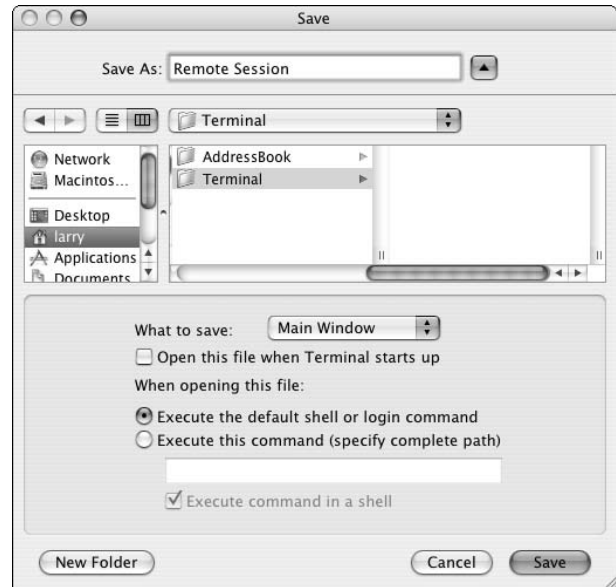 Save
Save As: Remote Session
Terminal
Network
Macintos...
Desktop
larry
Applications
Documents
AddressBook
Terminal
What to save: Main Window
Open this file when Terminal starts up
When opening this file:
Execute the default shell or login command
Execute this command (specify complete path)
Execute command in a shell
New Folder
Cancel
Save